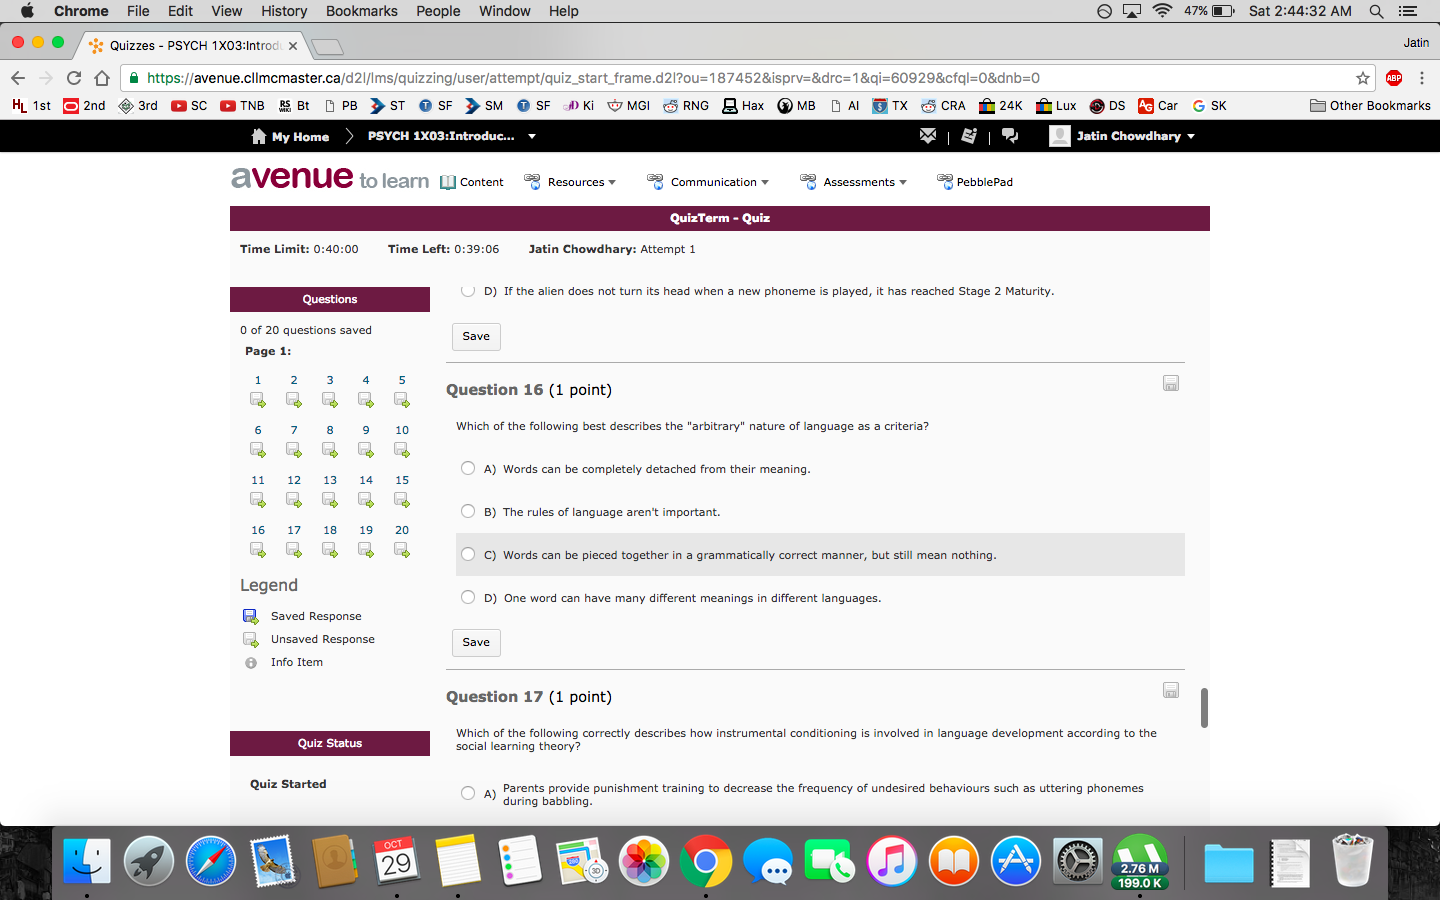 Chrome File Edit View History Bookmarks People Window Help 47% Sat 2:44:32 AM
Quizzes - PSYCH 1X03:Introdu Jatin
https://avenue.cllmcmaster.ca/d2l/lms/quizzing/user/attempt/quiz_start_frame.d2l?ou=187452&isprv=&drc=1&qi=60929&cfql=0&dnb=0 ABP
HL 1st 2nd 3rd SC TNB RS WIKI Bt PB ST SF SM SF Ki MGI RNG Hax MB AI TX CRA 24K Lux DS AG Car SK Other Bookmarks
My Home PSYCH 1X03:Introduc... Jatin Chowdhary
avenue to learn Content Resources Communication Assessments PebblePad
QuizTerm - Quiz
Time Limit: 0:40:00 Time Left: 0:39:06 Jatin Chowdhary: Attempt 1
Questions
0 of 20 questions saved
Page 1:
1 2 3 4 5
6 7 8 9 10
11 12 13 14 15
16 17 18 19 20
Legend
Saved Response
Unsaved Response
Info Item
Quiz Status
Quiz Started
D) If the alien does not turn its head when a new phoneme is played, it has reached Stage 2 Maturity.
Save
Question 16 (1 point)
Which of the following best describes the "arbitrary" nature of language as a criteria?
A) Words can be completely detached from their meaning.
B) The rules of language aren't important.
C) Words can be pieced together in a grammatically correct manner, but still mean nothing.
D) One word can have many different meanings in different languages.
Save
Question 17 (1 point)
Which of the following correctly describes how instrumental conditioning is involved in language development according to the
social learning theory?
A) Parents provide punishment training to decrease the frequency of undesired behaviours such as uttering phonemes
during babbling.
OCT
29
3D
2.76 M
199.0 K